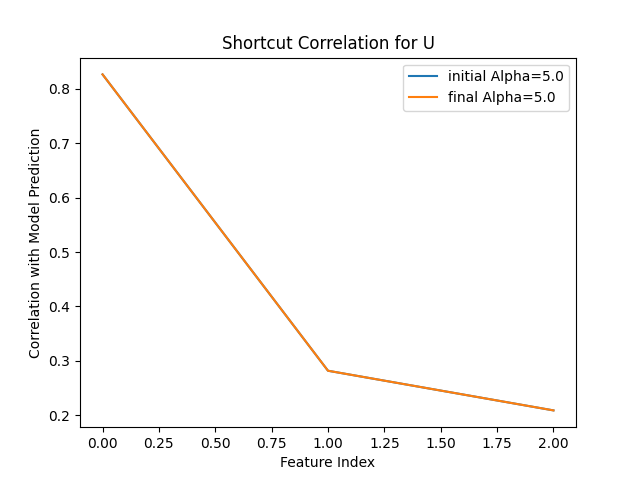 Shortcut Correlation for U
initial Alpha=5.0
final Alpha=5.0
Correlation with Model Prediction
0.8
0.7
0.6
0.5
0.4
0.3
0.2
0.00 0.25 0.50 0.75 1.00 1.25 1.50 1.75 2.00
Feature Index